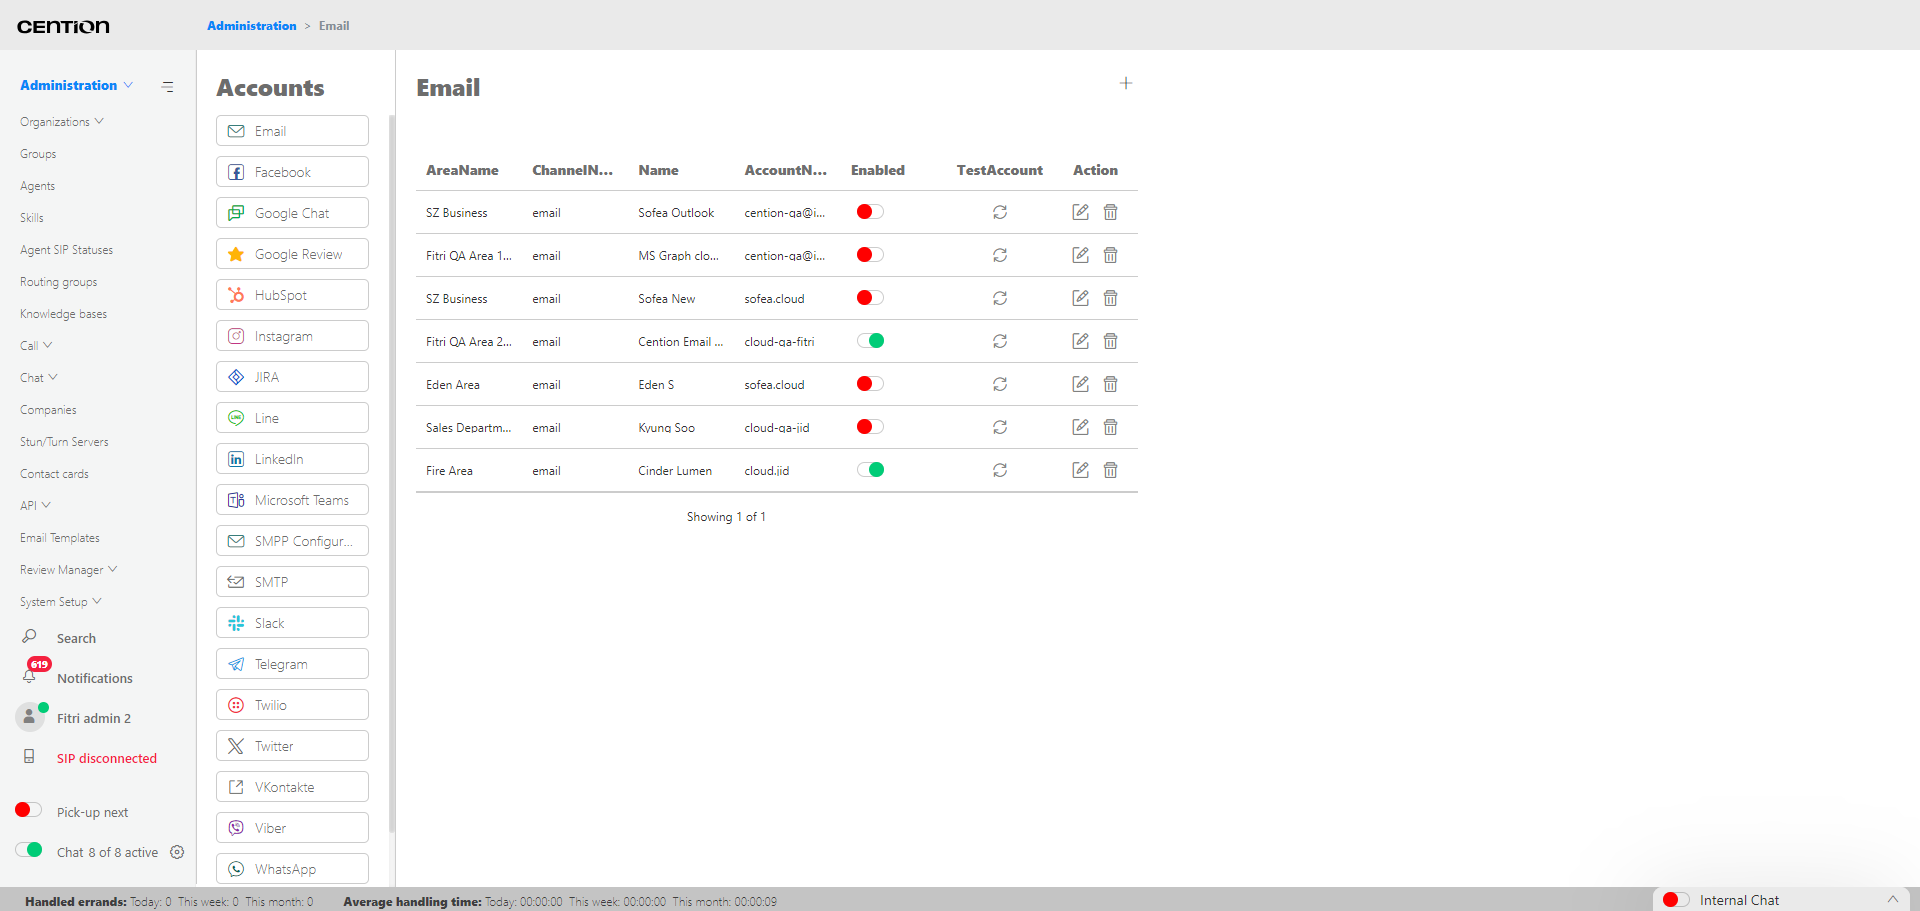 CENTION
Administration > Email
Administration
Organizations
Groups
Agents
Skills
Agent SIP Statuses
Routing groups
Knowledge bases
Call
Chat
Companies
Stun/Turn Servers
Contact cards
API
Email Templates
Review Manager
System Setup
Search
619
Notifications
Fitri admin 2
SIP disconnected
Pick-up next
Chat 8 of 8 active
Accounts
Email
Facebook
Google Chat
Google Review
HubSpot
Instagram
JIRA
Line
LinkedIn
Microsoft Teams
SMPP Configur...
SMTP
Slack
Telegram
Twilio
Twitter
VKontakte
Viber
WhatsApp
Email
AreaName ChannelN... Name AccountN... Enabled TestAccount Action
SZ Business email Sofea Outlook cention-qa@i...
Fitri QA Area 1... email MS Graph clo... cention-qa@i...
SZ Business email Sofea New sofea.cloud
Fitri QA Area 2... email Cention Email ... cloud-qa-fitri
Eden Area email Eden S sofea.cloud
Sales Departm... email Kyung Soo cloud-qa-jid
Fire Area email Cinder Lumen cloud.jid
Showing 1 of 1
Handled errands: Today: 0 This week: 0 This month: 0 Average handling time: Today: 00:00:00 This week: 00:00:00 This month: 00:00:09
Internal Chat